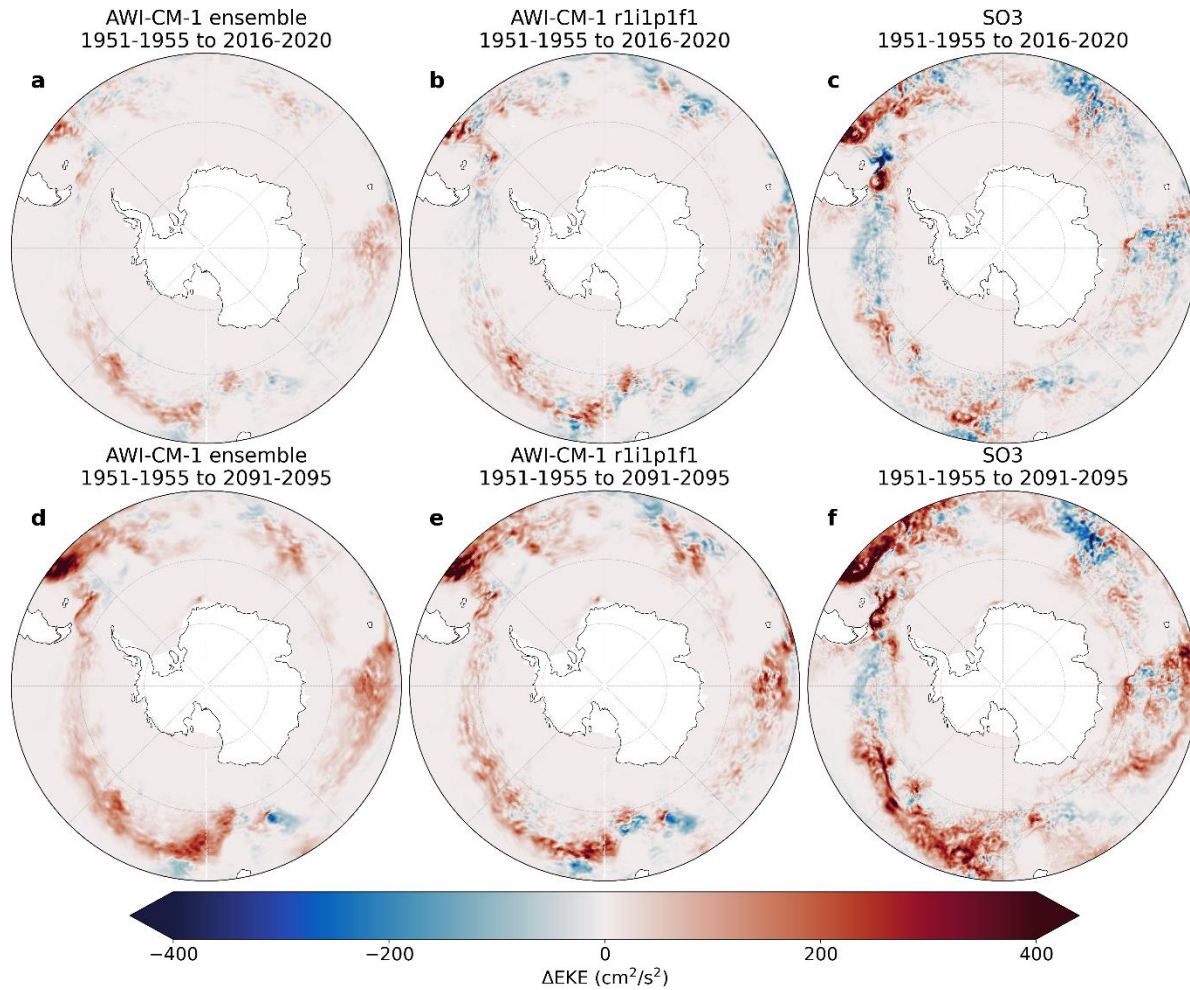 AWI-CM-1 ensemble
1951-1955 to 2016-2020
AWI-CM-1 r1i1p1f1
1951-1955 to 2016-2020
SO3
1951-1955 to 2016-2020
a
b
c
AWI-CM-1 ensemble
1951-1955 to 2091-2095
AWI-CM-1 r1i1p1f1
1951-1955 to 2091-2095
SO3
1951-1955 to 2091-2095
d
e
f
−400
−200
0
200
400
ΔEKE (cm²/s²)